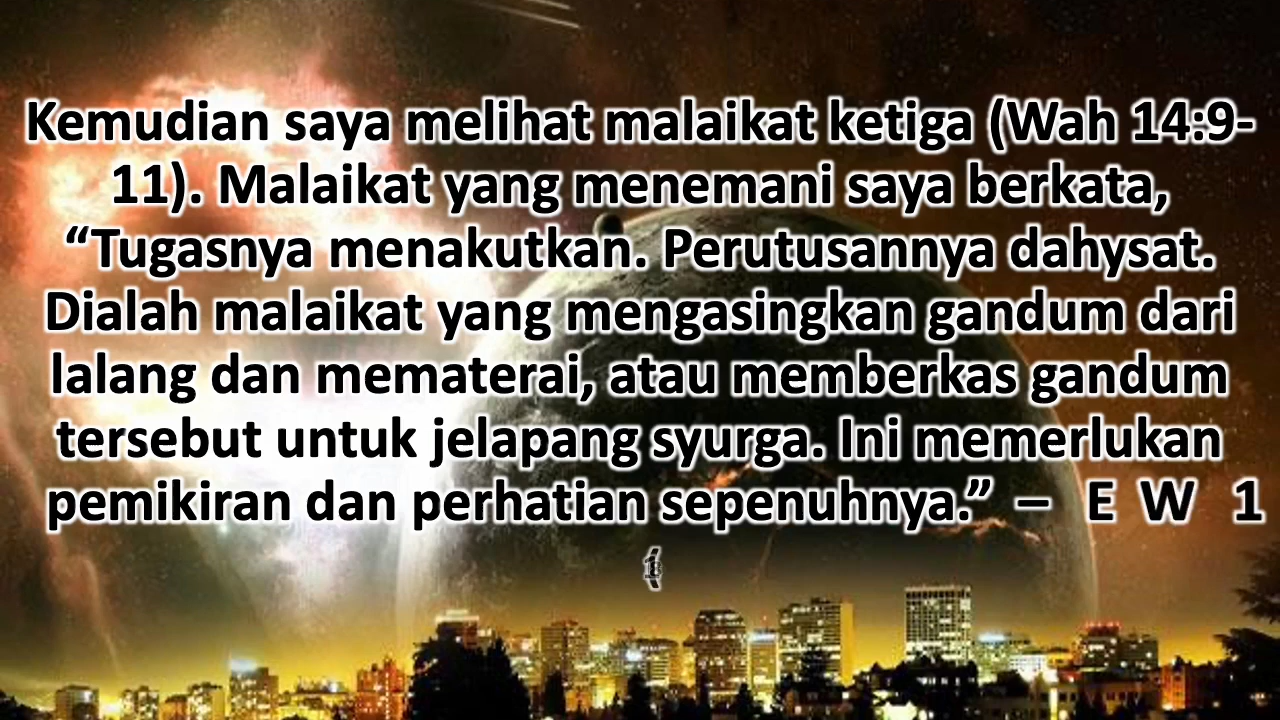 Kemudian saya melihat malaikat ketiga (Wah 14:9-
11). Malaikat yang menemani saya berkata,
“Tugasnya menakutkan. Perutusannya dahysat.
Dialah malaikat yang mengasingkan gandum dari
lalang dan mematerai, atau memberkas gandum
tersebut untuk jelapang syurga. Ini memerlukan
pemikiran dan perhatian sepenuhnya.” – E W 1